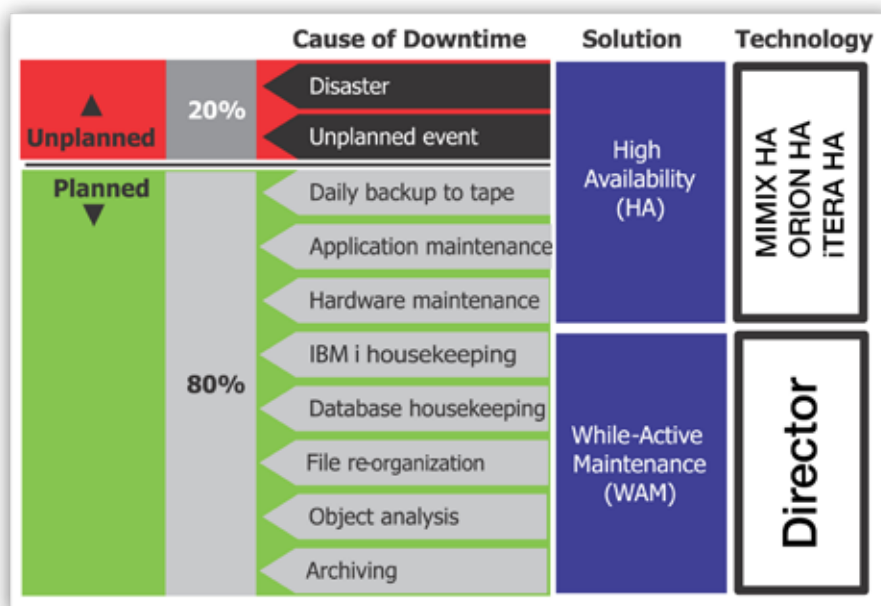 Cause of Downtime
Solution
Technology
▲
Unplanned
20%
Disaster
Unplanned event
Planned
▼
80%
Daily backup to tape
Application maintenance
Hardware maintenance
IBM i housekeeping
Database housekeeping
File re-organization
Object analysis
Archiving
High
Availability
(HA)
While-Active
Maintenance
(WAM)
MIMIX HA
ORION HA
iTERA HA
Director